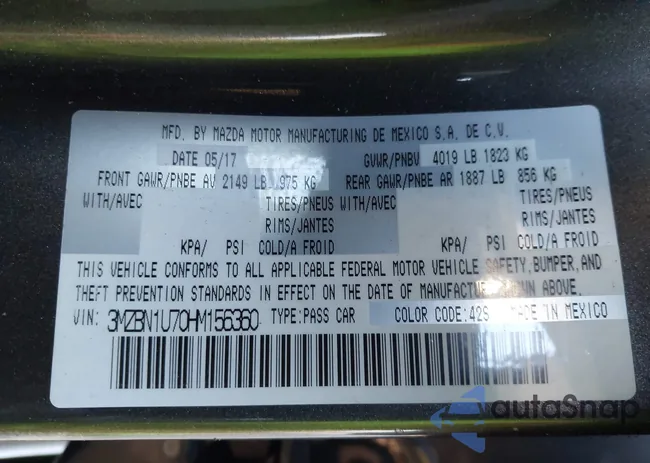 MFD. BY MAZDA MOTOR MANUFACTURING DE MEXICO S.A. DE C.V.
DATE 05/17 GVWR/PNBV 4019 LB 1823 KG
FRONT GAWR/PNBE AV 2149 LB 975 KG REAR GAWR/PNBE AR 1887 LB 856 KG
WITH/AVEC TIRES/PNEUS WITH/AVEC TIRES/PNEUS
RIMS/JANTES RIMS/JANTES
KPA/ PSI COLD/A FROID KPA/ PSI COLD/A FROID
THIS VEHICLE CONFORMS TO ALL APPLICABLE FEDERAL MOTOR VEHICLE SAFETY, BUMPER, AND
THEFT PREVENTION STANDARDS IN EFFECT ON THE DATE OF MANUFACTURE SHOWN ABOVE.
VIN: 3MZBN1U70HM156360 TYPE:PASS CAR COLOR CODE:42S MADE IN MEXICO
autoSnap